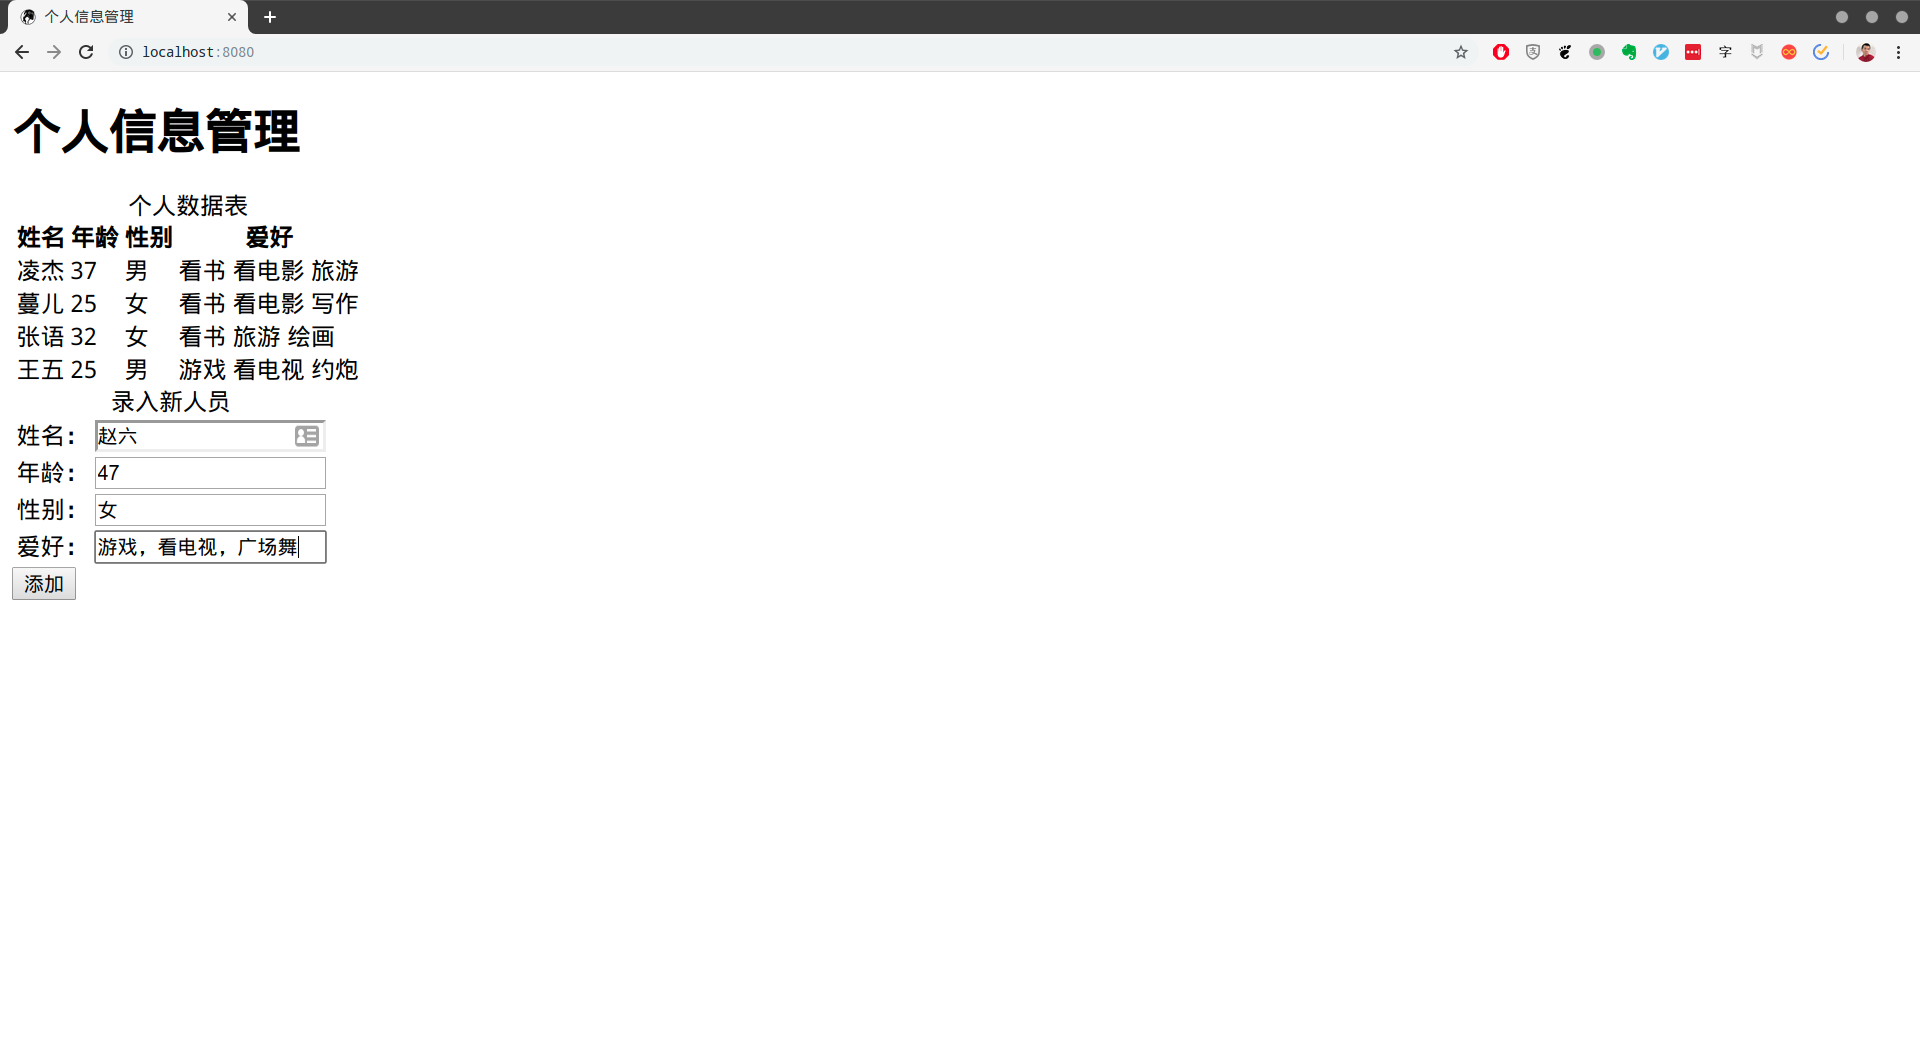 个人信息管理
localhost:8080
字
个人信息管理
个人数据表
姓名 年龄 性别 爱好
凌杰 37 男 看书 看电影 旅游
蔓儿 25 女 看书 看电影 写作
张语 32 女 看书 旅游 绘画
王五 25 男 游戏 看电视 约炮
录入新人员
姓名： 赵六
年龄： 47
性别： 女
爱好： 游戏，看电视，广场舞
添加